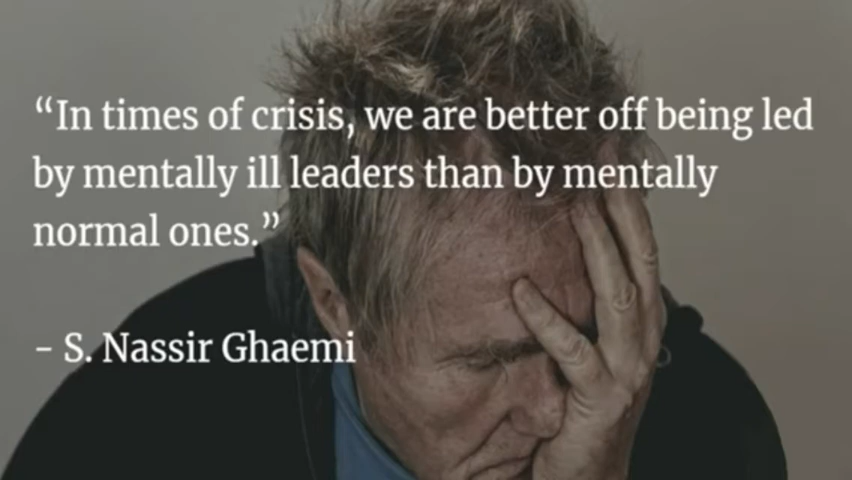 “In times of crisis, we are better off being led
by mentally ill leaders than by mentally
normal ones.”
- S. Nassir Ghaemi